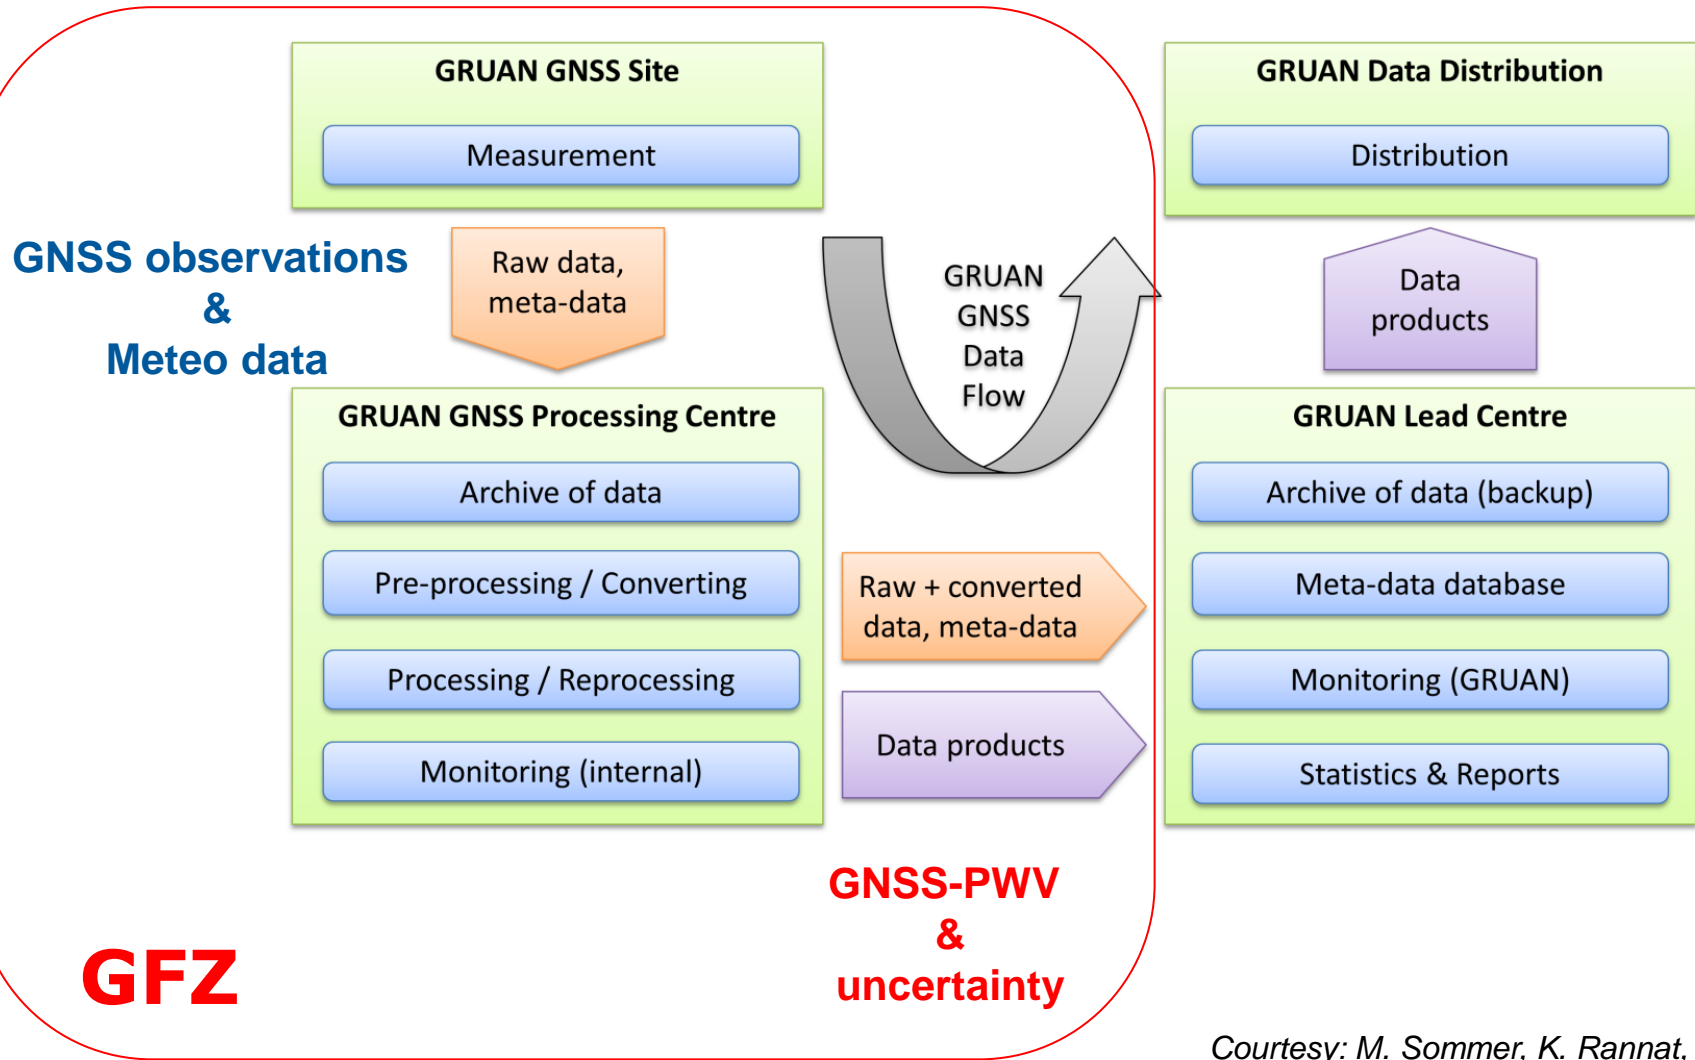 GRUAN GNSS Site
Measurement
GNSS observations
&
Meteo data
Raw data,
meta-data
GRUAN GNSS Processing Centre
Archive of data
Pre-processing / Converting
Processing / Reprocessing
Monitoring (internal)
GRUAN
GNSS
Data
Flow
Raw + converted
data, meta-data
Data products
GNSS-PWV
&
uncertainty
GFZ
GRUAN Data Distribution
Distribution
Data
products
GRUAN Lead Centre
Archive of data (backup)
Meta-data database
Monitoring (GRUAN)
Statistics & Reports
Courtesy: M. Sommer, K. Rannat,